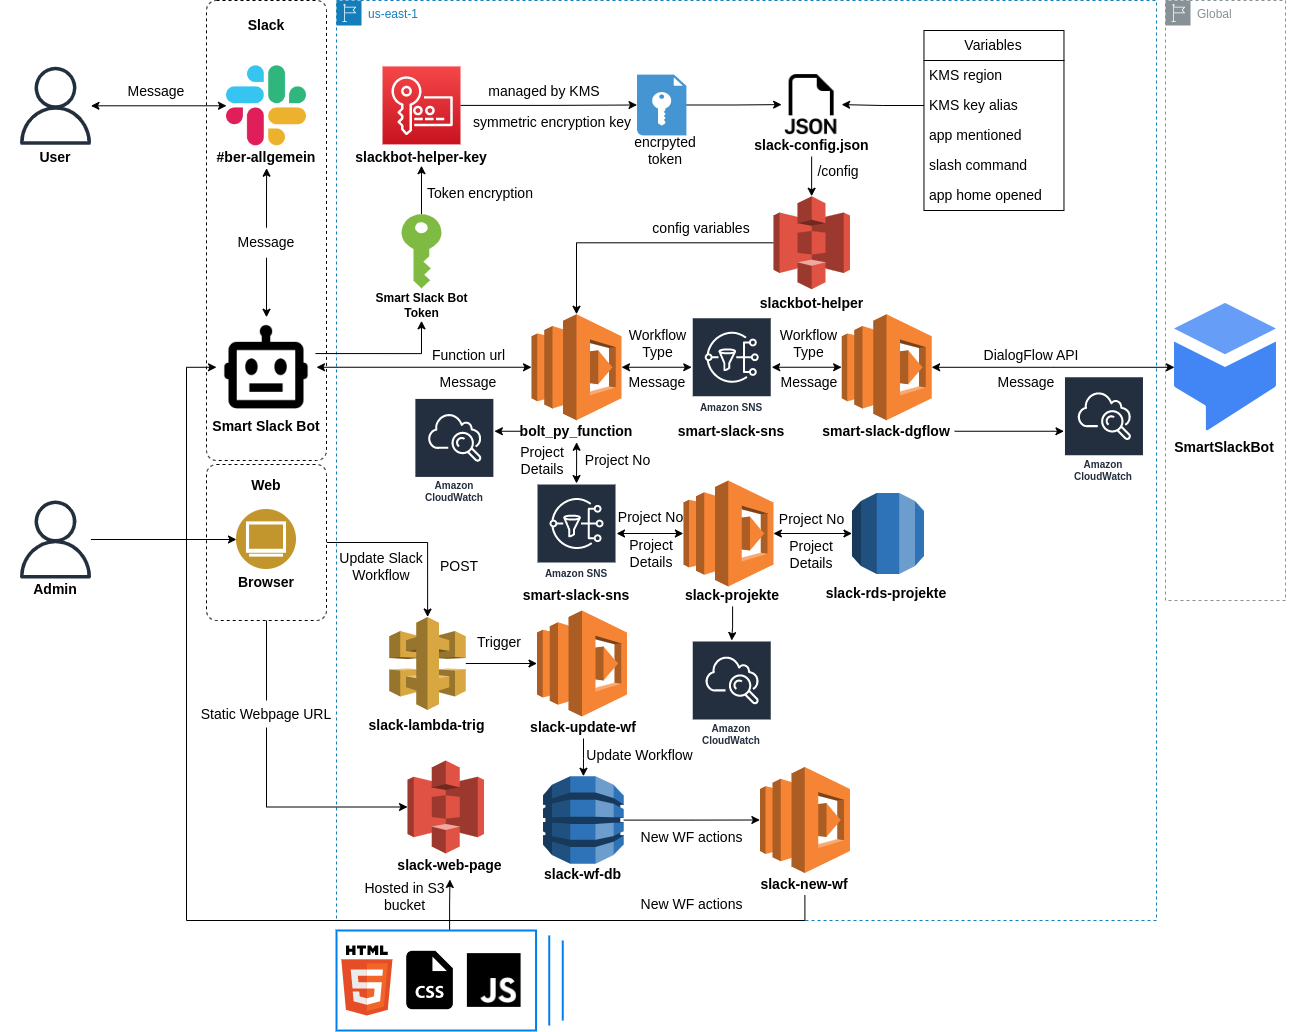 Slack
us-east-1
Global
Variables
KMS region
KMS key alias
app mentioned
slash command
app home opened
Message
User
#ber-allgemein
managed by KMS
symmetric encryption key
slackbot-helper-key
encrpyted
token
JSON
slack-config.json
/config
Token encryption
config variables
slackbot-helper
Message
Smart Slack Bot
Token
Function url
Message
Workflow
Type
Message
Amazon SNS
Workflow
Type
Message
DialogFlow API
Message
Smart Slack Bot
bolt_py_function
smart-slack-sns
smart-slack-dgflow
SmartSlackBot
Amazon
CloudWatch
Project
Details
Project No
Amazon
CloudWatch
Web
Browser
Admin
Update Slack
Workflow
POST
Amazon SNS
smart-slack-sns
Project No
Project
Details
slack-projekte
Project No
Project
Details
slack-rds-projekte
Trigger
slack-lambda-trig
slack-update-wf
Amazon
CloudWatch
Static Webpage URL
Update Workflow
slack-web-page
slack-wf-db
New WF actions
slack-new-wf
Hosted in S3
bucket
New WF actions
HTML
5
CSS
JS